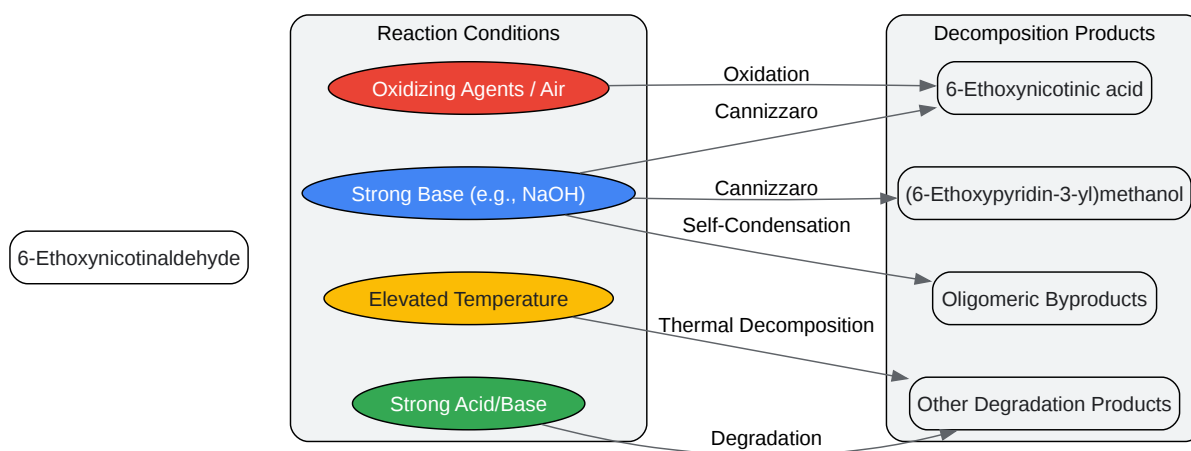 Reaction Conditions
Decomposition Products
Oxidizing Agents / Air
Oxidation
6-Ethoxynicotinic acid
Cannizzaro
Strong Base (e.g., NaOH)
Cannizzaro
(6-Ethoxypyridin-3-yl)methanol
Self-Condensation
6-Ethoxynicotinaldehyde
Elevated Temperature
Oligomeric Byproducts
Thermal Decomposition
Strong Acid/Base
Other Degradation Products
Degradation